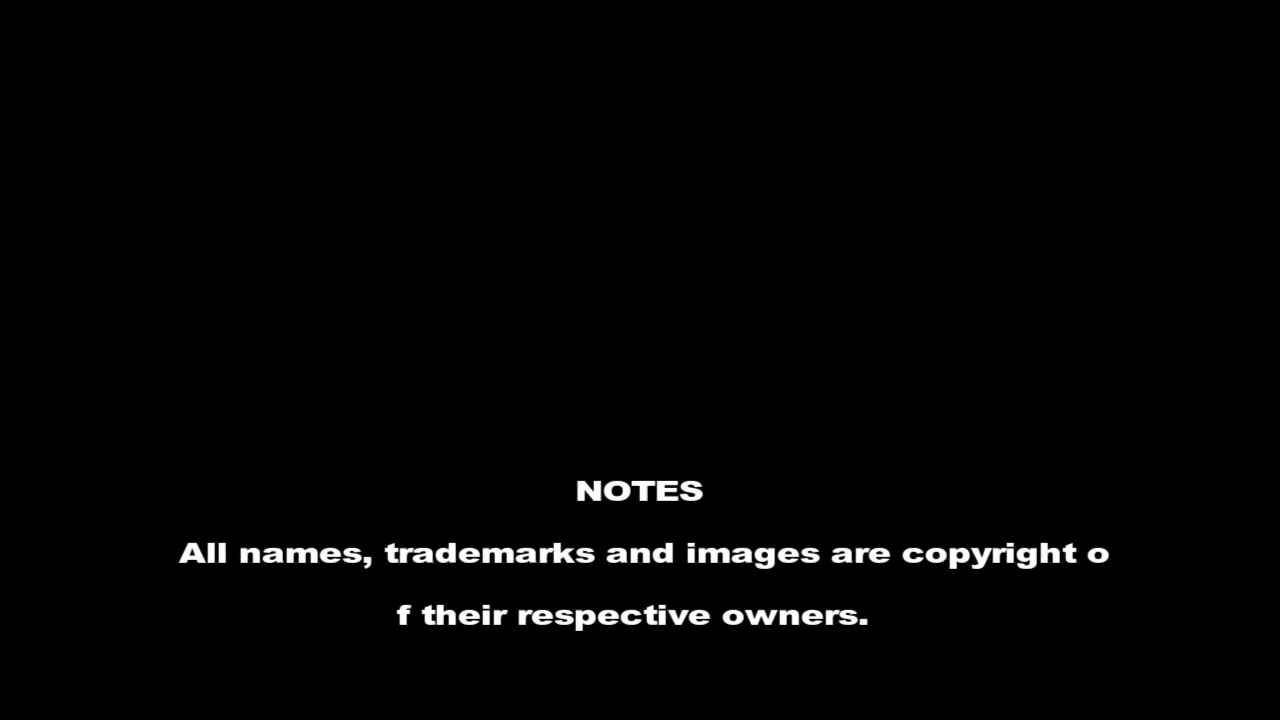 NOTES
All names, trademarks and images are copyright o
f their respective owners.